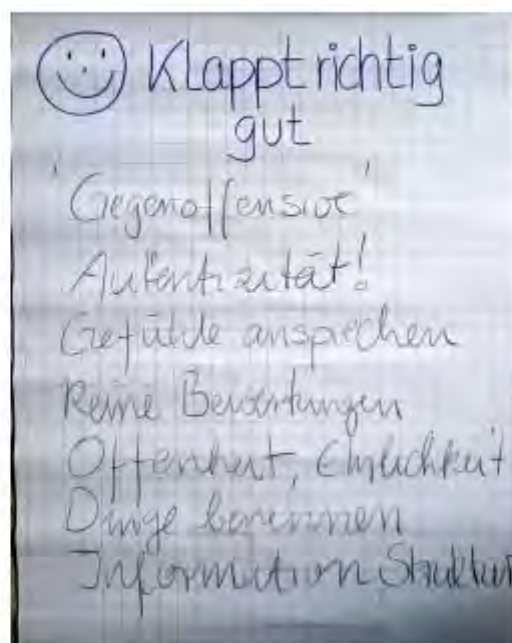 Klappt richtig
gut
'Gegenoffensive'
Autentizität!
Gefühle ansprechen
Keine Bewertungen
Offenheit, Ehrlichkeit
Dinge benennen
Information, Struktur